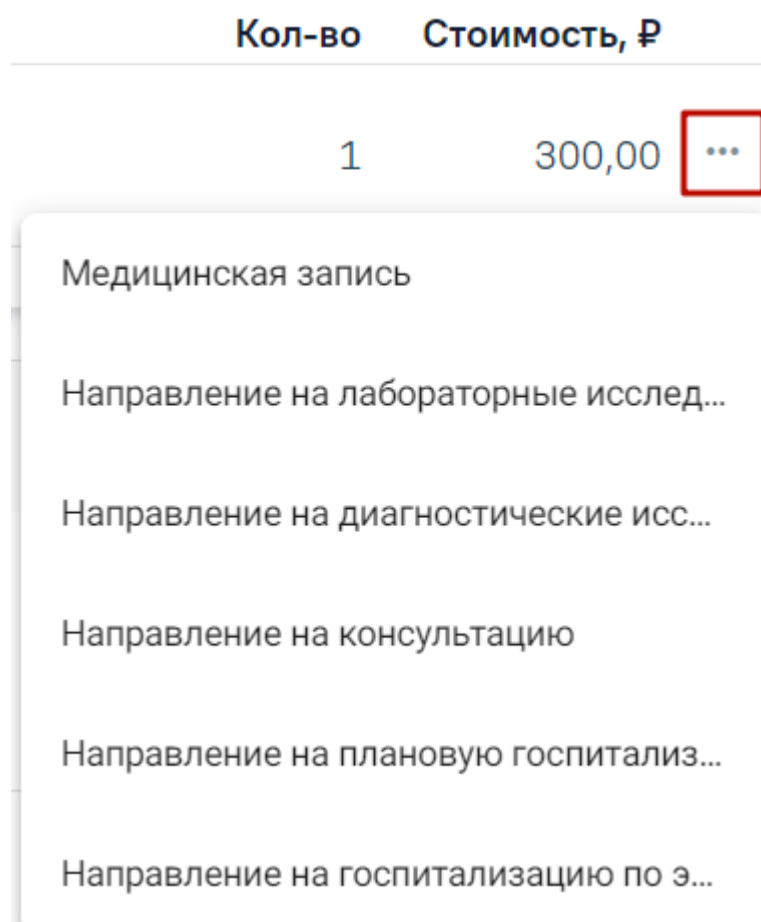 Кол-во Стоимость, ₽
1 300,00 •••
Медицинская запись
Направление на лабораторные исслед...
Направление на диагностические исс...
Направление на консультацию
Направление на плановую госпитализ...
Направление на госпитализацию по э...